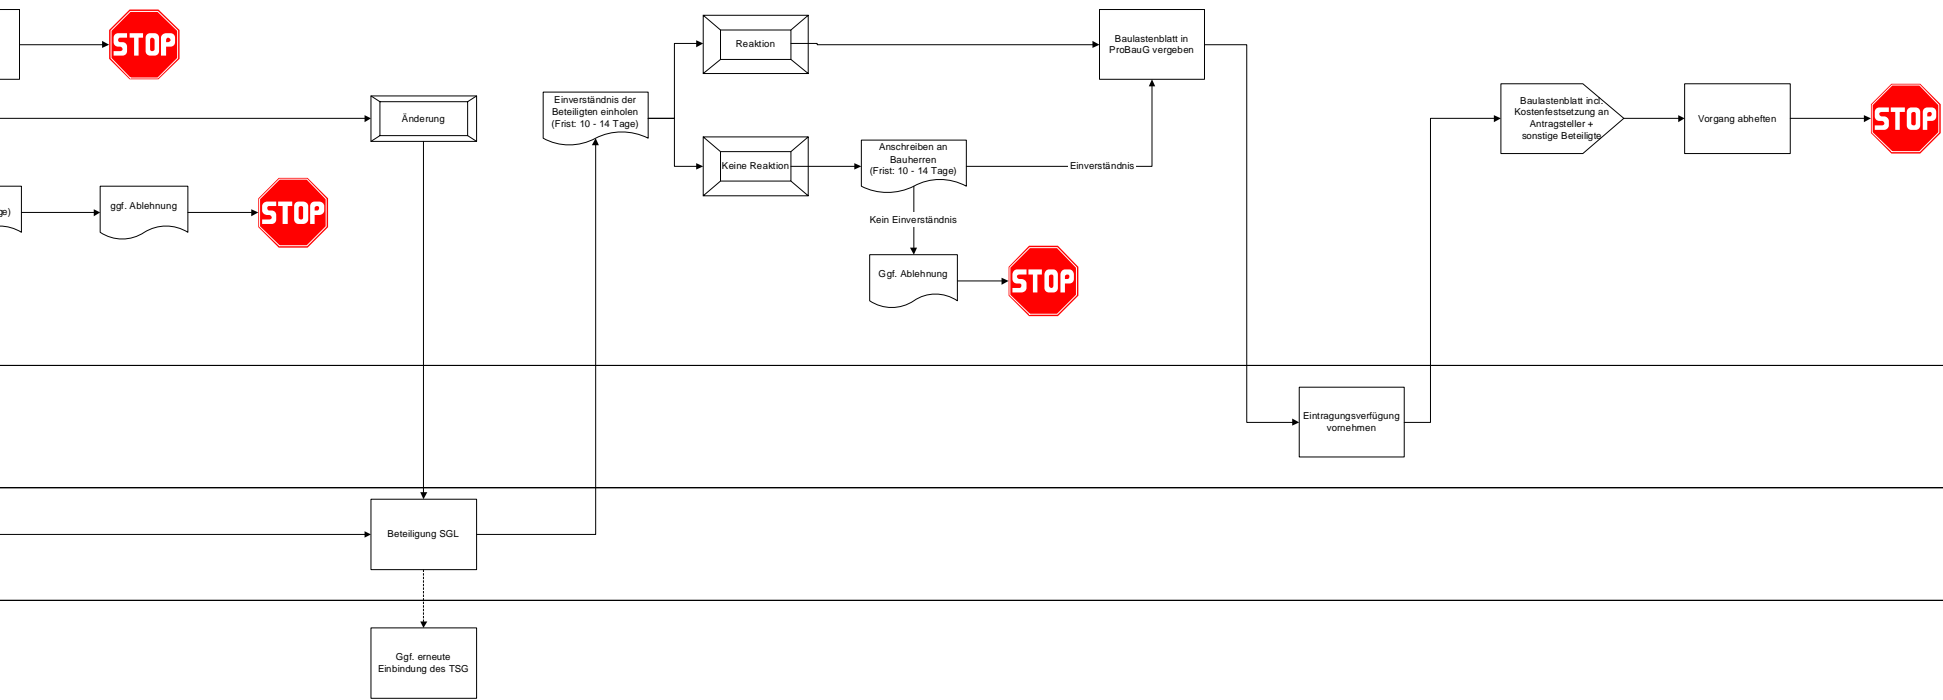 STOP
Reaktion
Baulastenblatt in
ProBauG vergeben
Änderung
Einverständnis der
Beteiligten einholen
(Frist: 10 - 14 Tage)
Keine Reaktion
Anschreiben an
Bauherren
(Frist: 10 - 14 Tage)
Einverständnis
Baulastenblatt incl.
Kostenfestsetzung an
Antragsteller +
sonstige Beteiligte
Vorgang abheften
STOP
ge)
ggf. Ablehnung
STOP
Kein Einverständnis
Ggf. Ablehnung
STOP
Eintragungsverfügung
vornehmen
Beteiligung SGL
Ggf. erneute
Einbindung des TSG